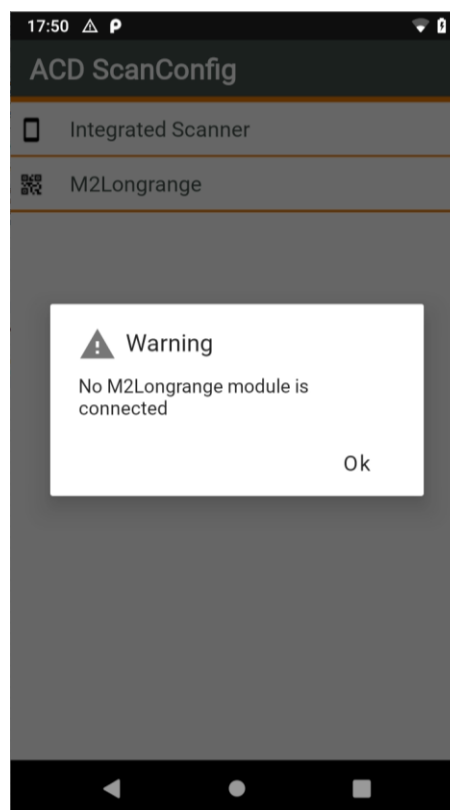 17:50
ACD ScanConfig
Integrated Scanner
M2Longrange
Warning
No M2Longrange module is
connected
Ok